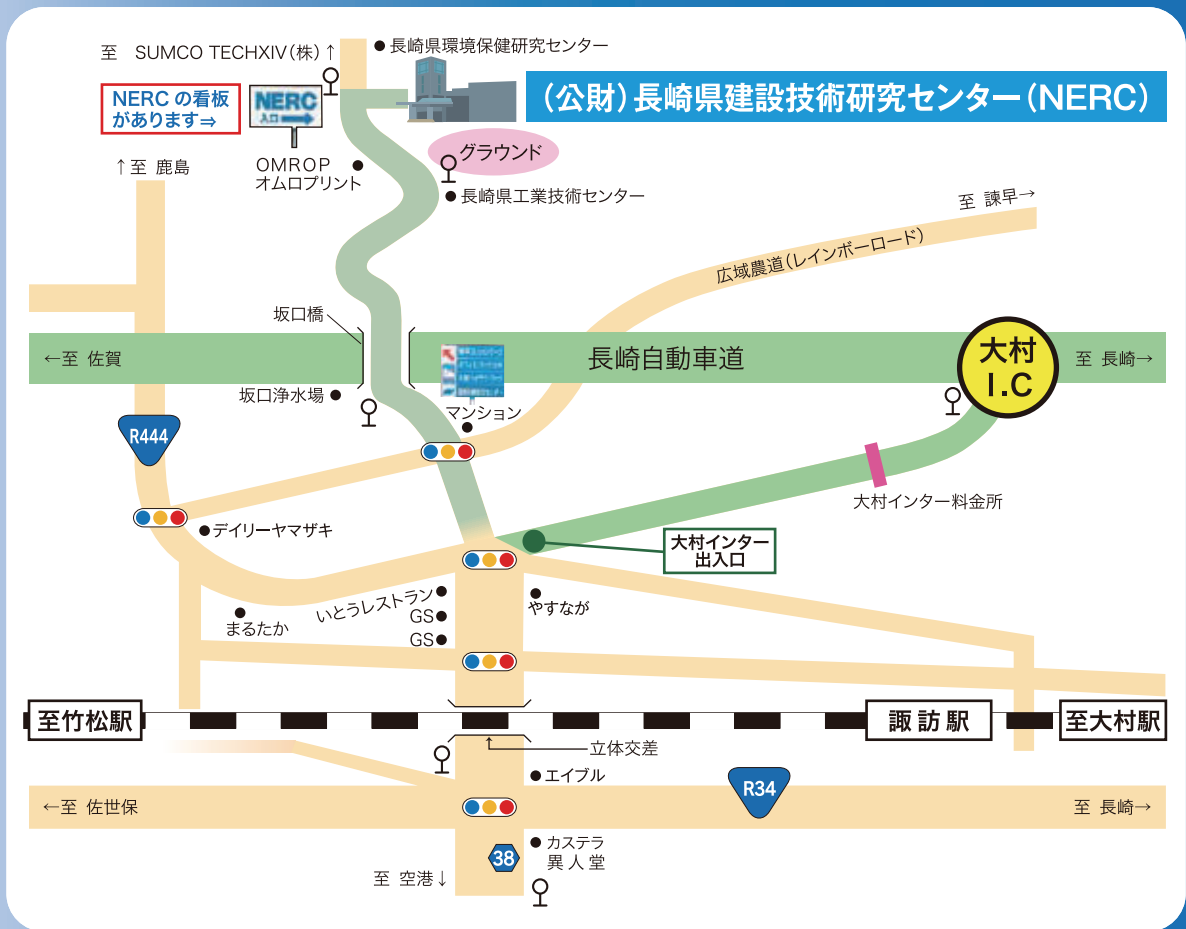 至 SUMCO TECHXIV(株)↑
長崎県環境保健研究センター
(公財)長崎県建設技術研究センター(NERC)
NERCの看板
があります⇒
NERC
入口
OMROP
オムロプリント
グラウンド
長崎県工業技術センター
↑至 鹿島
至 諫早→
広域農道(レインボーロード)
坂口橋
←至 佐賀
長崎自動車道
大村
I.C
至 長崎→
坂口浄水場
マンション
R444
大村インター料金所
デイリーヤマザキ
大村インター
出入口
いとうレストラン
やすなが
GS
まるたか
GS
至竹松駅
諏訪駅
至大村駅
立体交差
エイブル
R34
←至 佐世保
至 長崎→
カステラ
異人堂
38
至 空港↓